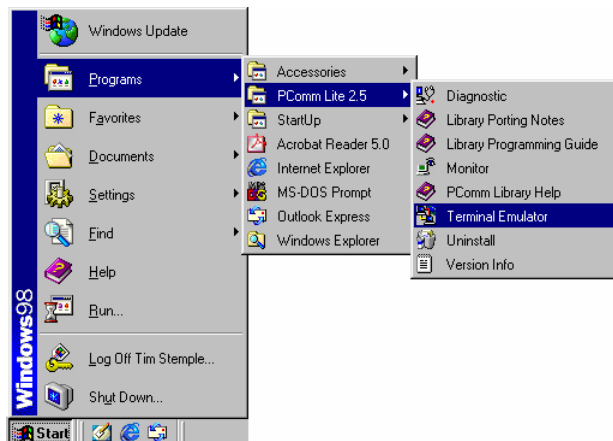 Windows Update
Programs
Favorites
Documents
Settings
Find
Help
Run...
Log Off Tim Stemple...
Shut Down...
Windows98
Start
Accessories
PComm Lite 2.5
StartUp
Acrobat Reader 5.0
Internet Explorer
MS-DOS Prompt
Outlook Express
Windows Explorer
Diagnostic
Library Porting Notes
Library Programming Guide
Monitor
PComm Library Help
Terminal Emulator
Uninstall
Version Info